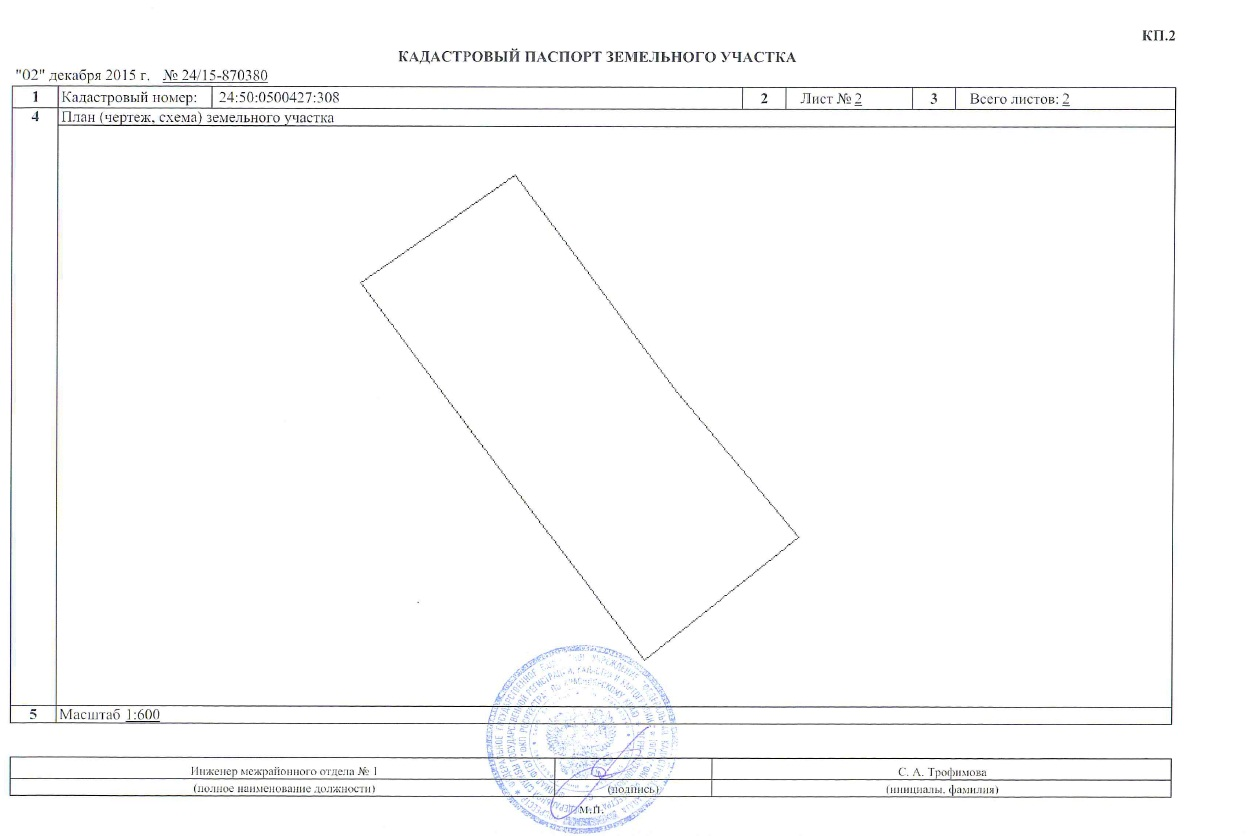 КП.2
КАДАСТРОВЫЙ ПАСПОРТ ЗЕМЕЛЬНОГО УЧАСТКА
"02" декабря 2015 г. № 24/15-870380
1 Кадастровый номер: 24:50:0500427:308 2 Лист № 2 3 Всего листов: 2
4 План (чертеж, схема) земельного участка
5 Масштаб 1:600
Инженер межрайонного отдела № 1 С. А. Трофимова
(полное наименование должности) (подпись) (инициалы, фамилия)
М.П.